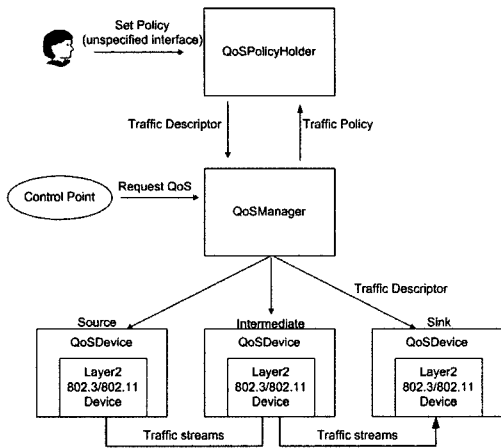 Set Policy
(unspecified interface)
QoSPolicyHolder
Traffic Descriptor
Traffic Policy
Control Point
Request QoS
QoSManager
Traffic Descriptor
Source
Intermediate
Sink
QoSDevice
QoSDevice
QoSDevice
Layer2
802.3/802.11
Device
Layer2
802.3/802.11
Device
Layer2
802.3/802.11
Device
Traffic streams
Traffic streams